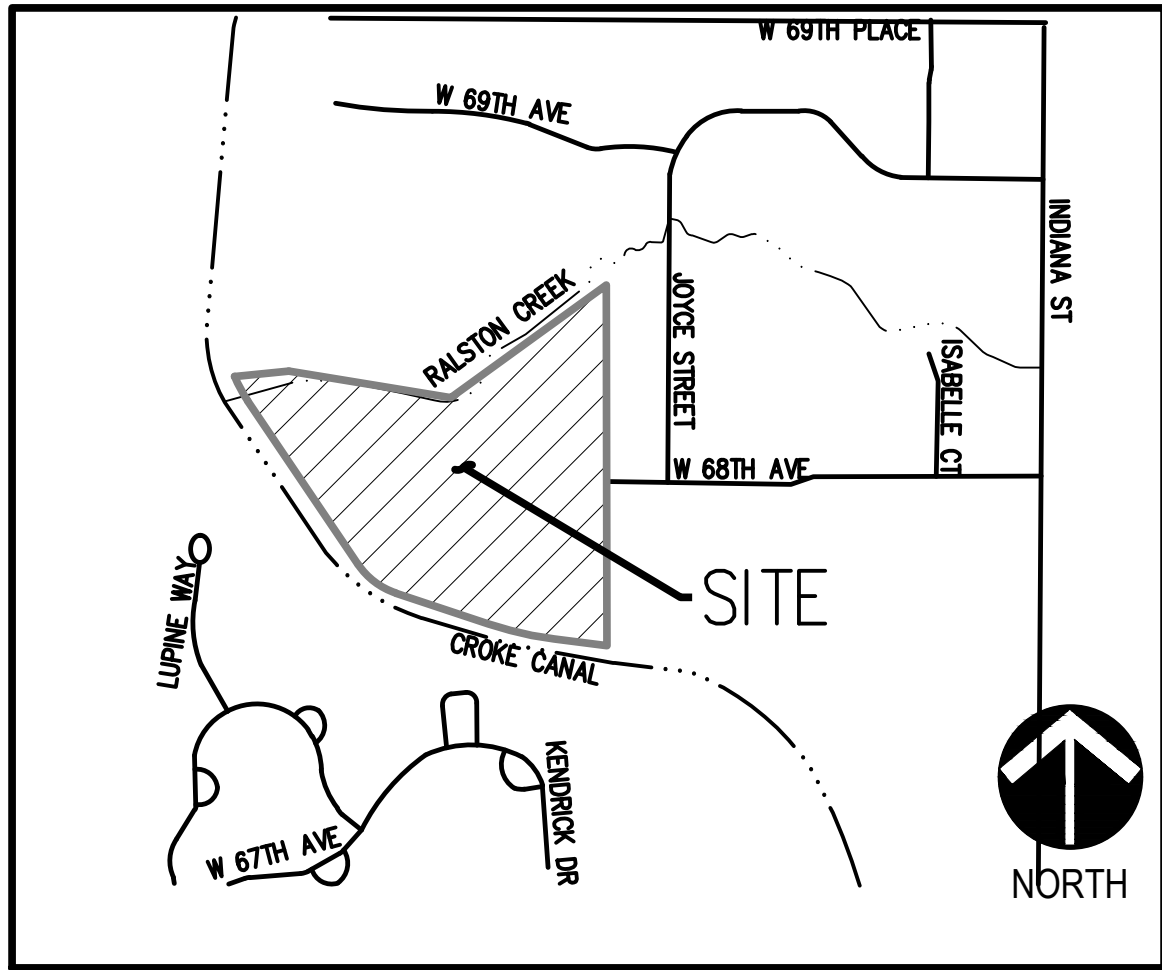 W 69TH PLACE
W 69TH AVE
INDIANA ST
RALSTON CREEK
JOYCE STREET
ISABELLE CT
W 68TH AVE
SITE
LUPINE WAY
CROKE CANAL
KENDRICK DR
W 67TH AVE
NORTH